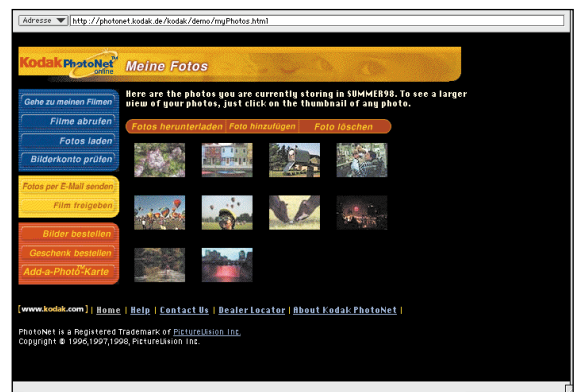 Adresse http://photonet.kodak.de/kodak/demo/myPhotos.html
Kodak PhotoNet™ online
Meine Fotos
Here are the photos you are currently storing in SUMMER98. To see a larger
view of your photos, just click on the thumbnail of any photo.
Gehe zu meinen Filmen
Filme abrufen
Fotos laden
Bilderkonto prüfen
Fotos herunterladen Foto hinzufügen Foto löschen
Fotos per E-Mail senden
Film freigeben
Bilder bestellen
Geschenk bestellen
Add-a-Photo™-Karte
[www.kodak.com] | Home | Help | Contact Us | Dealer Locator | About Kodak PhotoNet |
PhotoNet is a Registered Trademark of PictureVision Inc.
Copyright © 1996,1997,1998, PictureVision Inc.